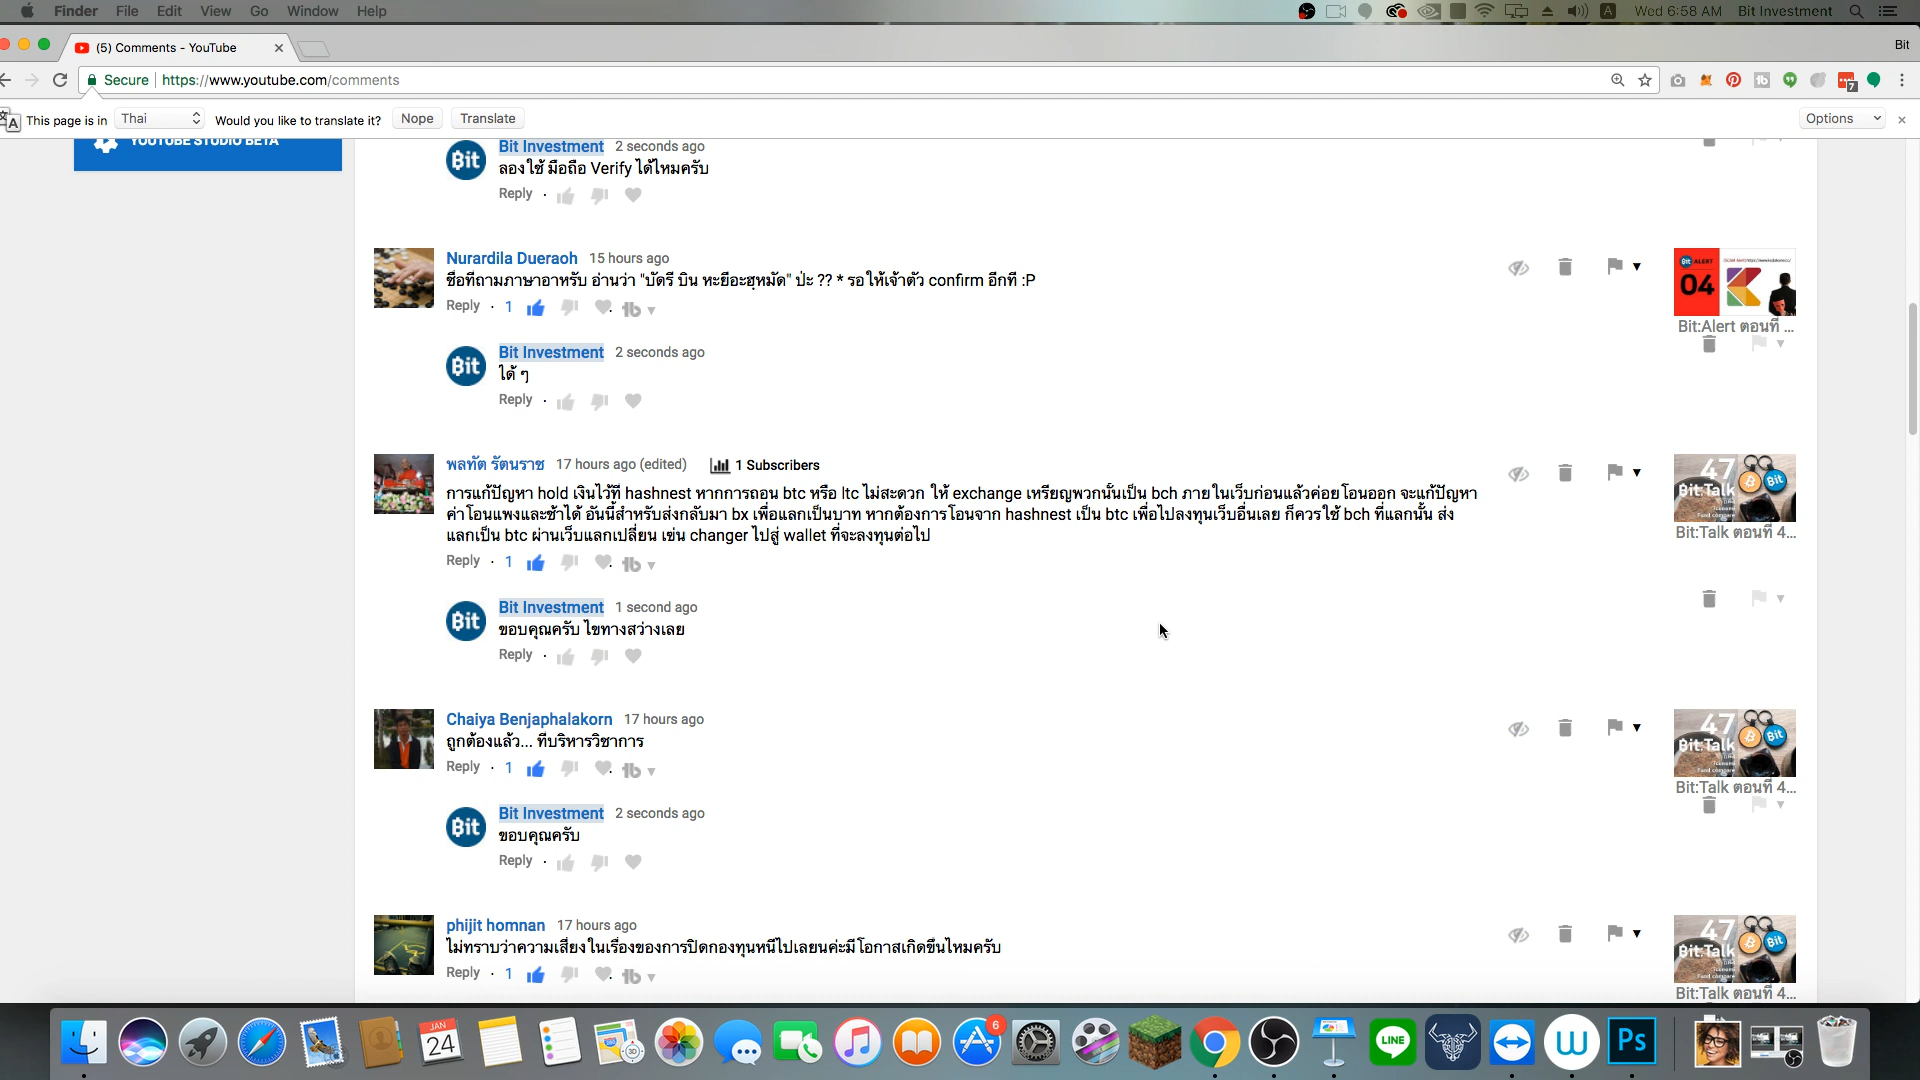 Finder File Edit View Go Window Help
A Wed 6:58 AM Bit Investment
(5) Comments - YouTube
Bit
Secure https://www.youtube.com/comments
7
This page is in Thai Would you like to translate it? Nope Translate Options
YOUTUBE STUDIO BETA
Bit Investment 2 seconds ago
ลองใช้ มือถือ Verify ได้ไหมครับ
Reply
Nurardila Dueraoh 15 hours ago
ชื่อที่ถามภาษาอาหรับ อ่านว่า "บัดรี บิน หะยีอะฮฺหมัด" ป่ะ ?? * รอให้เจ้าตัว confirm อีกที :P
Reply · 1
Bit:Alert ตอนที่ ...
Bit Investment 2 seconds ago
ได้ ๆ
Reply
พลทัต รัตนราช 17 hours ago (edited) 1 Subscribers
การแก้ปัญหา hold เงินไว้ที่ hashnest หากการถอน btc หรือ ltc ไม่สะดวก ให้ exchange เหรียญพวกนั้นเป็น bch ภายในเว็บก่อนแล้วค่อยโอนออก จะแก้ปัญหา
ค่าโอนแพงและช้าได้ อันนี้สำหรับส่งกลับมา bx เพื่อแลกเป็นบาท หากต้องการโอนจาก hashnest เป็น btc เพื่อไปลงทุนเว็บอื่นเลย ก็ควรใช้ bch ที่แลกนั้น ส่ง
แลกเป็น btc ผ่านเว็บแลกเปลี่ยน เช่น changer ไปสู่ wallet ที่จะลงทุนต่อไป
Reply · 1
47
Bit:Talk
Bit:Talk ตอนที่ 4...
Bit Investment 1 second ago
ขอบคุณครับ ไขทางสว่างเลย
Reply
Chaiya Benjaphalakorn 17 hours ago
ถูกต้องแล้ว... ที่บริหารวิชาการ
Reply · 1
47
Bit:Talk
Bit:Talk ตอนที่ 4...
Bit Investment 2 seconds ago
ขอบคุณครับ
Reply
phijit homnan 17 hours ago
ไม่ทราบว่าความเสี่ยงในเรื่องของการปิดกองทุนหนีไปเลยนค่ะมีโอกาสเกิดขึ้นไหมครับ
Reply · 1
47
Bit:Talk
Bit:Talk ตอนที่ 4...
JAN
24
3D
6
LINE
W
Ps